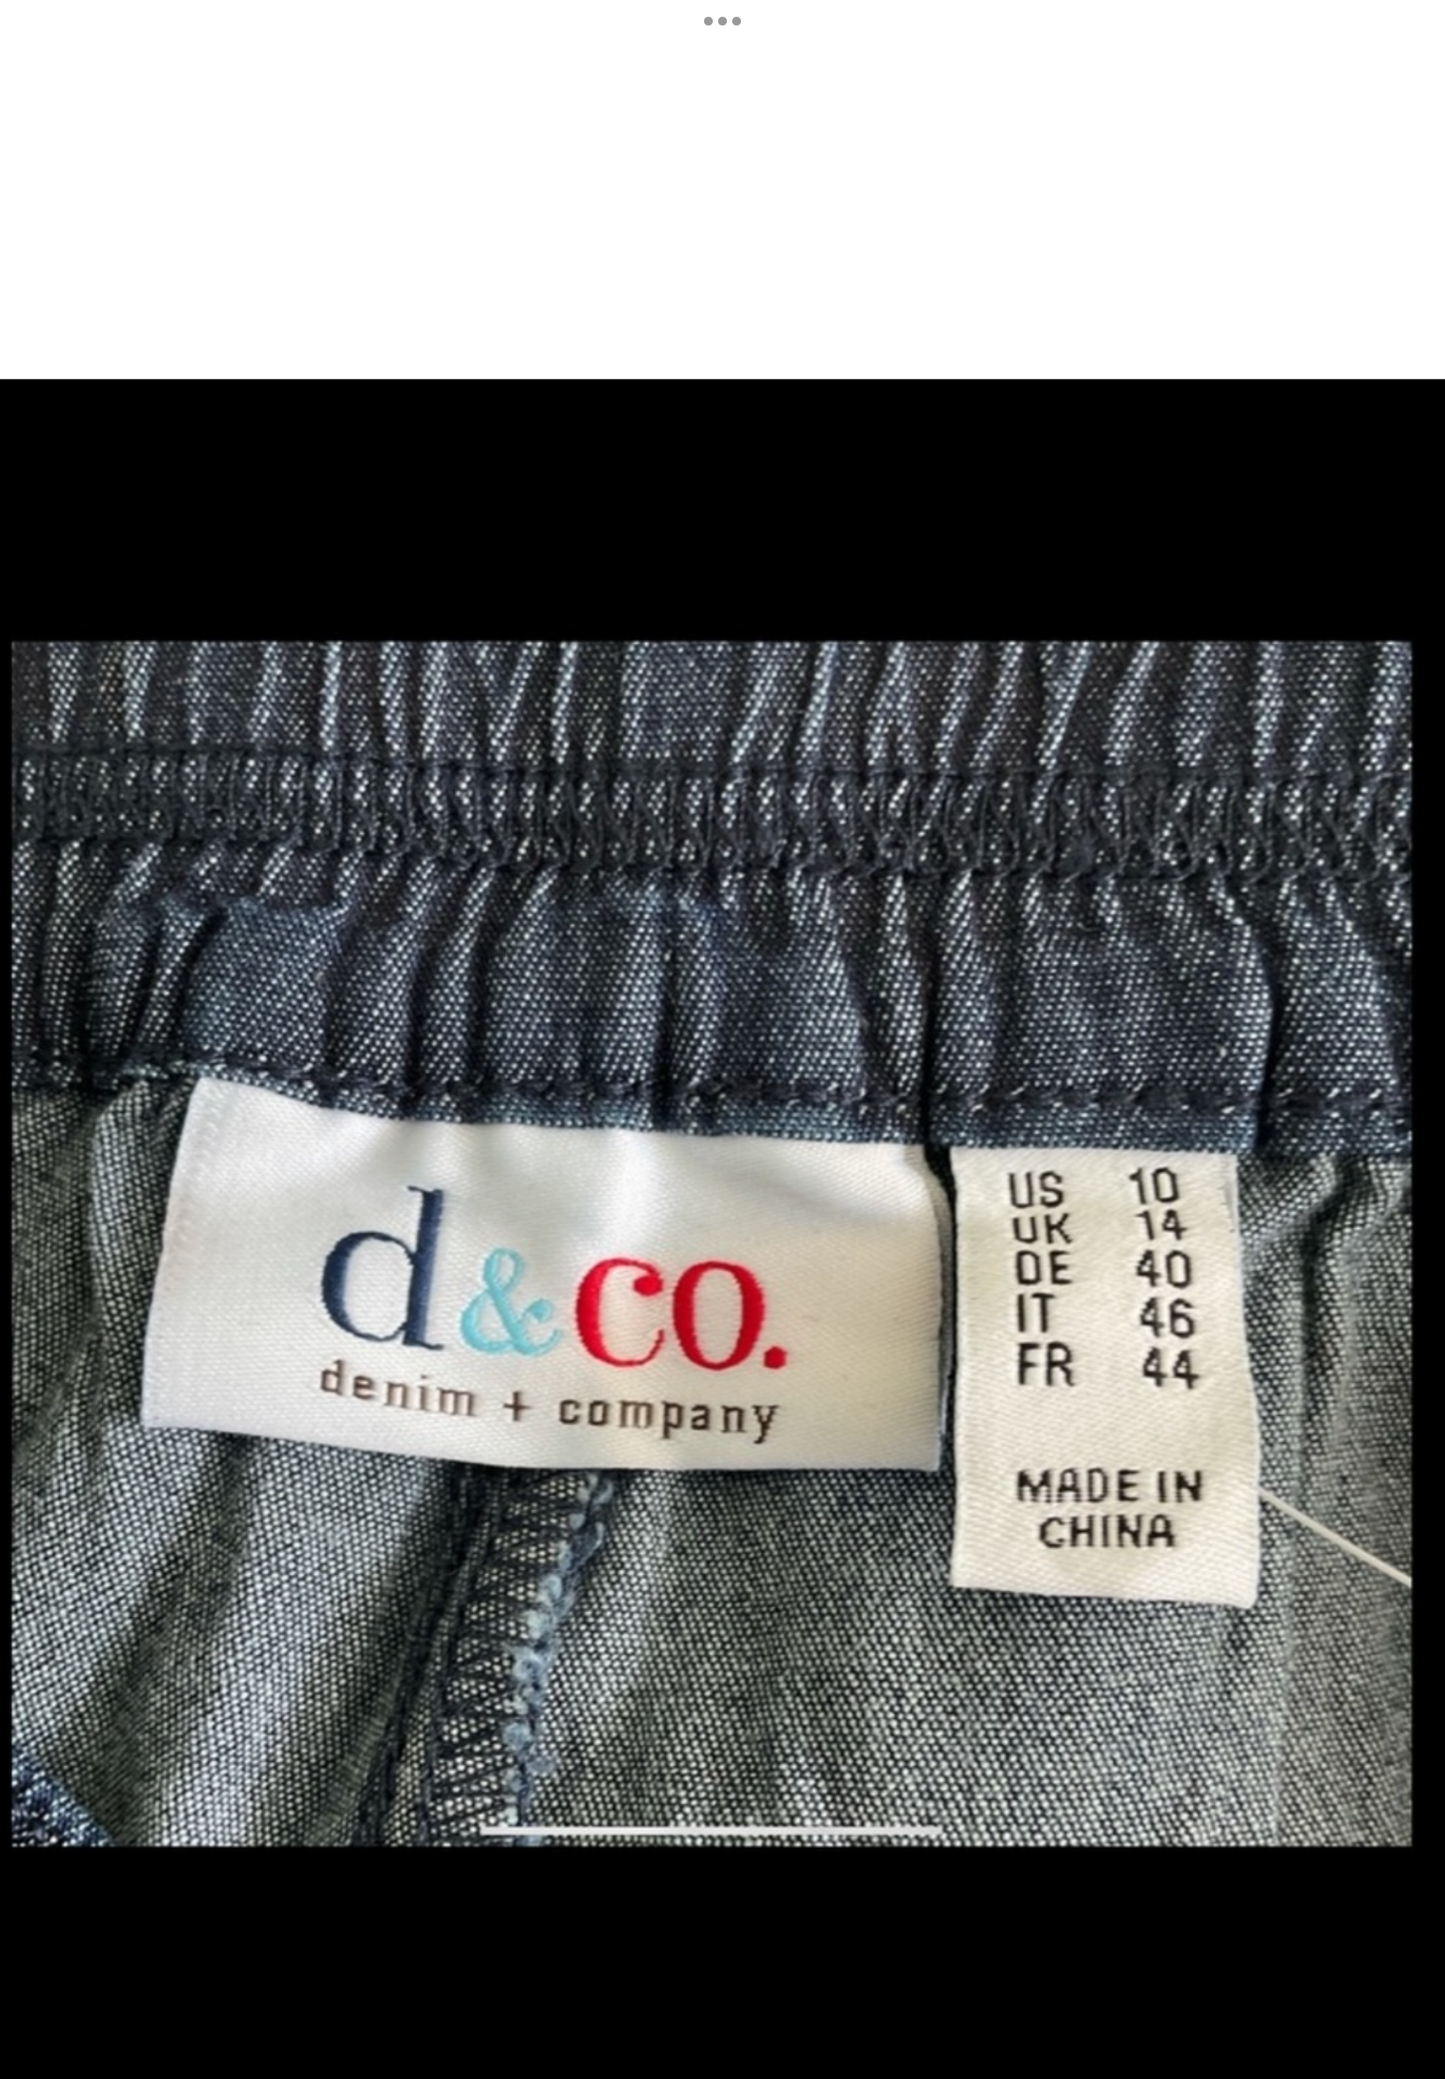 d&co.
denim + company
US 10
UK 14
DE 40
IT 46
FR 44
MADE IN
CHINA